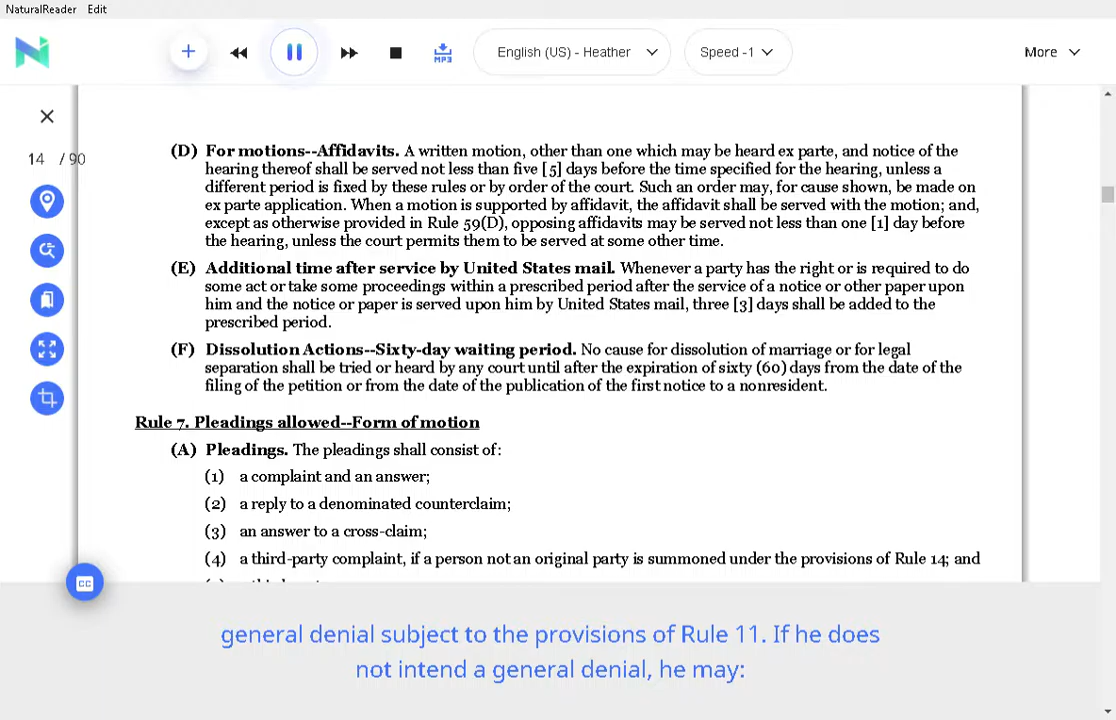 NaturalReader Edit
MP3
English (US) - Heather
Speed -1
More
14 / 90
(D) For motions--Affidavits. A written motion, other than one which may be heard ex parte, and notice of the
hearing thereof shall be served not less than five [5] days before the time specified for the hearing, unless a
different period is fixed by these rules or by order of the court. Such an order may, for cause shown, be made on
ex parte application. When a motion is supported by affidavit, the affidavit shall be served with the motion; and,
except as otherwise provided in Rule 59(D), opposing affidavits may be served not less than one [1] day before
the hearing, unless the court permits them to be served at some other time.
(E) Additional time after service by United States mail. Whenever a party has the right or is required to do
some act or take some proceedings within a prescribed period after the service of a notice or other paper upon
him and the notice or paper is served upon him by United States mail, three [3] days shall be added to the
prescribed period.
(F) Dissolution Actions--Sixty-day waiting period. No cause for dissolution of marriage or for legal
separation shall be tried or heard by any court until after the expiration of sixty (60) days from the date of the
filing of the petition or from the date of the publication of the first notice to a nonresident.
Rule 7. Pleadings allowed--Form of motion
(A) Pleadings. The pleadings shall consist of:
(1) a complaint and an answer;
(2) a reply to a denominated counterclaim;
(3) an answer to a cross-claim;
(4) a third-party complaint, if a person not an original party is summoned under the provisions of Rule 14; and
CC
general denial subject to the provisions of Rule 11. If he does
not intend a general denial, he may: